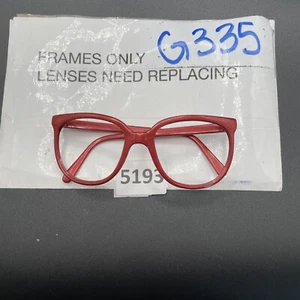 G335
FRAMES ONLY
LENSES NEED REPLACING
5193